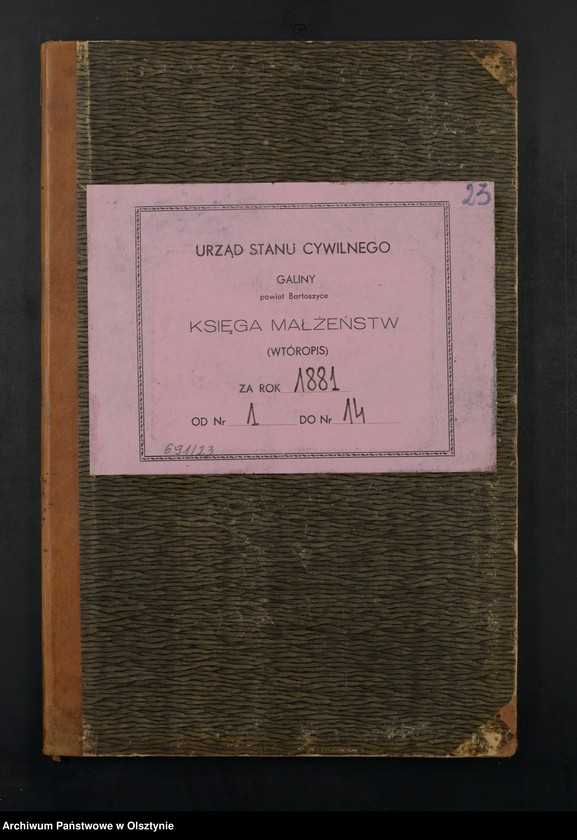 23
URZĄD STANU CYWILNEGO
GALINY
powiat Bartoszyce
KSIĘGA MAŁŻEŃSTW
(WTÓROPIS)
ZA ROK 1881
OD Nr 1 DO Nr 14
691/23
Archiwum Państwowe w Olsztynie